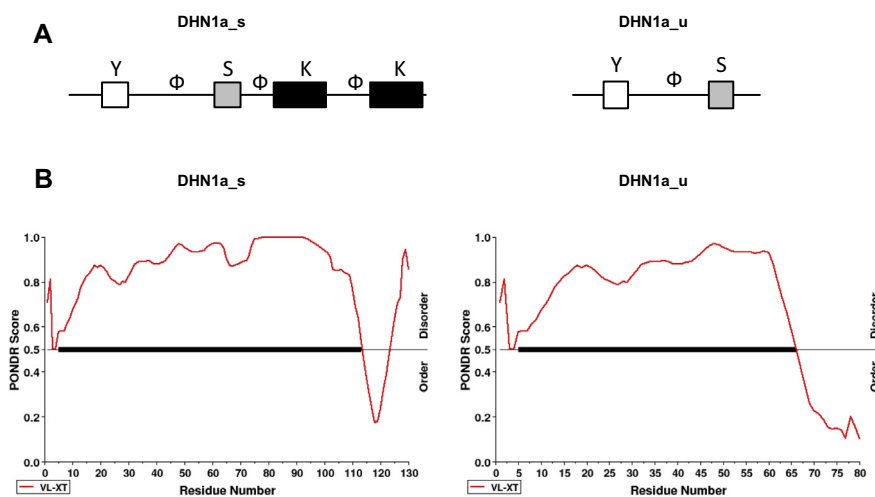 DHN1a_s DHN1a_u
A
Y Φ S Φ K Φ K
Y Φ S
B
DHN1a_s DHN1a_u
1.0
0.8
0.6
0.5
0.4
0.2
0.0
PONDR Score
Disorder
Order
0 10 20 30 40 50 60 70 80 90 100 110 120 130
VL-XT
Residue Number
1.0
0.8
0.6
0.5
0.4
0.2
0.0
PONDR Score
Disorder
Order
0 5 10 15 20 25 30 35 40 45 50 55 60 65 70 75 80
VL-XT
Residue Number